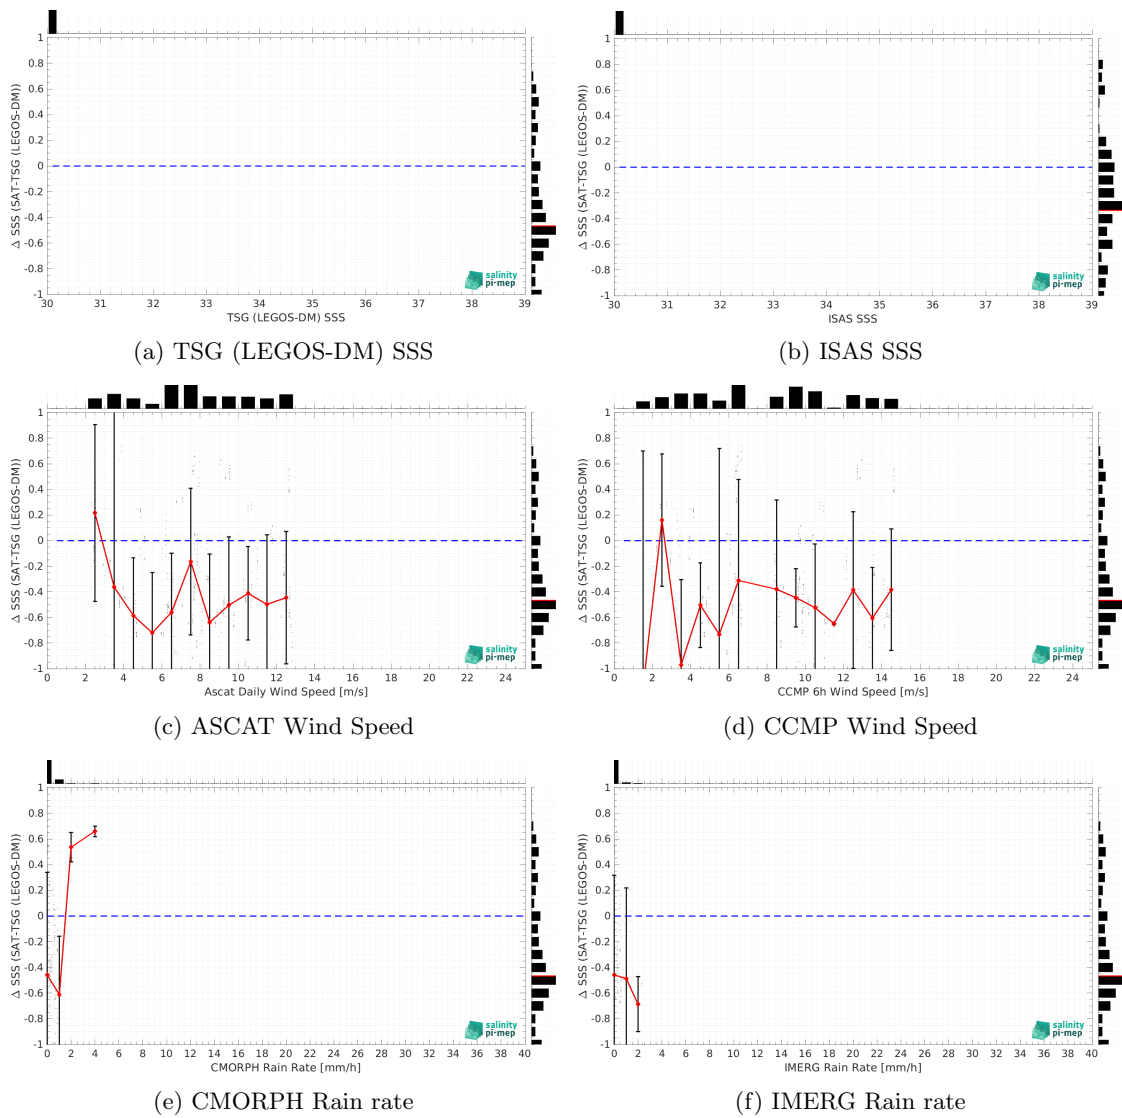 1
0.8
0.6
0.4
0.2
0
-0.2
-0.4
-0.6
-0.8
-1
Δ SSS (SAT-TSG (LEGOS-DM))
salinity
pi-mep
30 31 32 33 34 35 36 37 38 39
TSG (LEGOS-DM) SSS
(a) TSG (LEGOS-DM) SSS
1
0.8
0.6
0.4
0.2
0
-0.2
-0.4
-0.6
-0.8
-1
Δ SSS (SAT-TSG (LEGOS-DM))
salinity
pi-mep
30 31 32 33 34 35 36 37 38 39
ISAS SSS
(b) ISAS SSS
1
0.8
0.6
0.4
0.2
0
-0.2
-0.4
-0.6
-0.8
-1
Δ SSS (SAT-TSG (LEGOS-DM))
salinity
pi-mep
0 2 4 6 8 10 12 14 16 18 20 22 24
Ascat Daily Wind Speed [m/s]
(c) ASCAT Wind Speed
1
0.8
0.6
0.4
0.2
0
-0.2
-0.4
-0.6
-0.8
-1
Δ SSS (SAT-TSG (LEGOS-DM))
salinity
pi-mep
0 2 4 6 8 10 12 14 16 18 20 22 24
CCMP 6h Wind Speed [m/s]
(d) CCMP Wind Speed
1
0.8
0.6
0.4
0.2
0
-0.2
-0.4
-0.6
-0.8
-1
Δ SSS (SAT-TSG (LEGOS-DM))
salinity
pi-mep
0 2 4 6 8 10 12 14 16 18 20 22 24 26 28 30 32 34 36 38 40
CMORPH Rain Rate [mm/h]
(e) CMORPH Rain rate
1
0.8
0.6
0.4
0.2
0
-0.2
-0.4
-0.6
-0.8
-1
Δ SSS (SAT-TSG (LEGOS-DM))
salinity
pi-mep
0 2 4 6 8 10 12 14 16 18 20 22 24 26 28 30 32 34 36 38 40
IMERG Rain Rate [mm/h]
(f) IMERG Rain rate